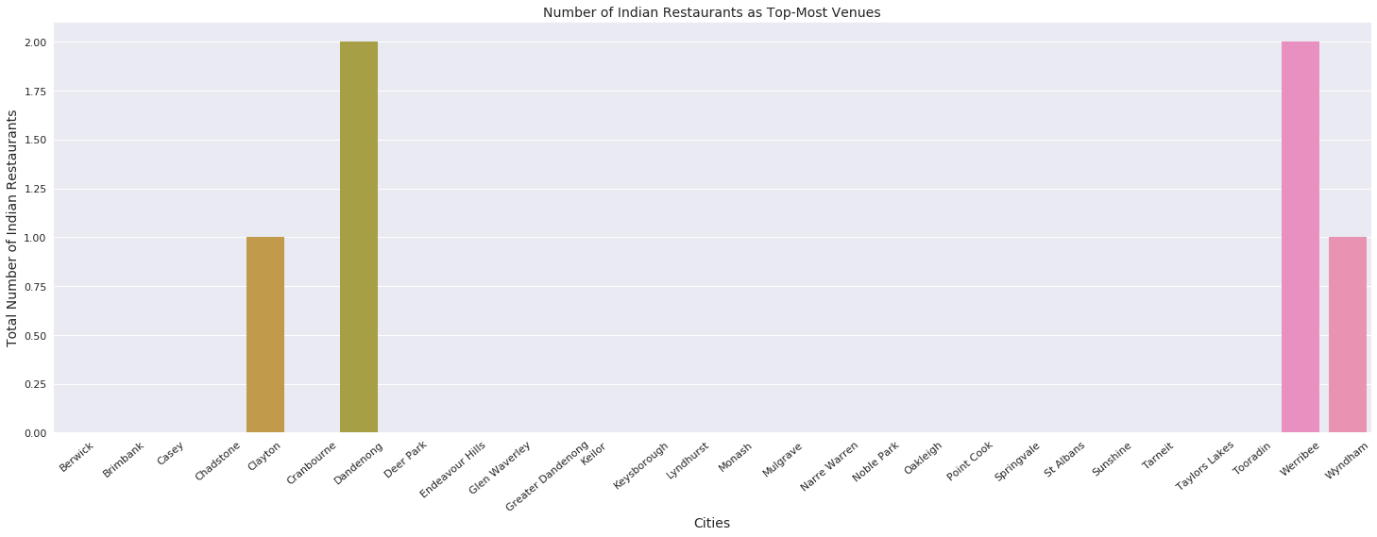 Number of Indian Restaurants as Top-Most Venues
Total Number of Indian Restaurants
2.00
1.75
1.50
1.25
1.00
0.75
0.50
0.25
0.00
Berwick
Brimbank
Casey
Chadstone
Clayton
Cranbourne
Dandenong
Deer Park
Endeavour Hills
Glen Waverley
Greater Dandenong
Keilor
Keysborough
Lyndhurst
Monash
Mulgrave
Narre Warren
Noble Park
Oakleigh
Point Cook
Springvale
St Albans
Sunshine
Tarneit
Taylors Lakes
Tooradin
Werribee
Wyndham
Cities